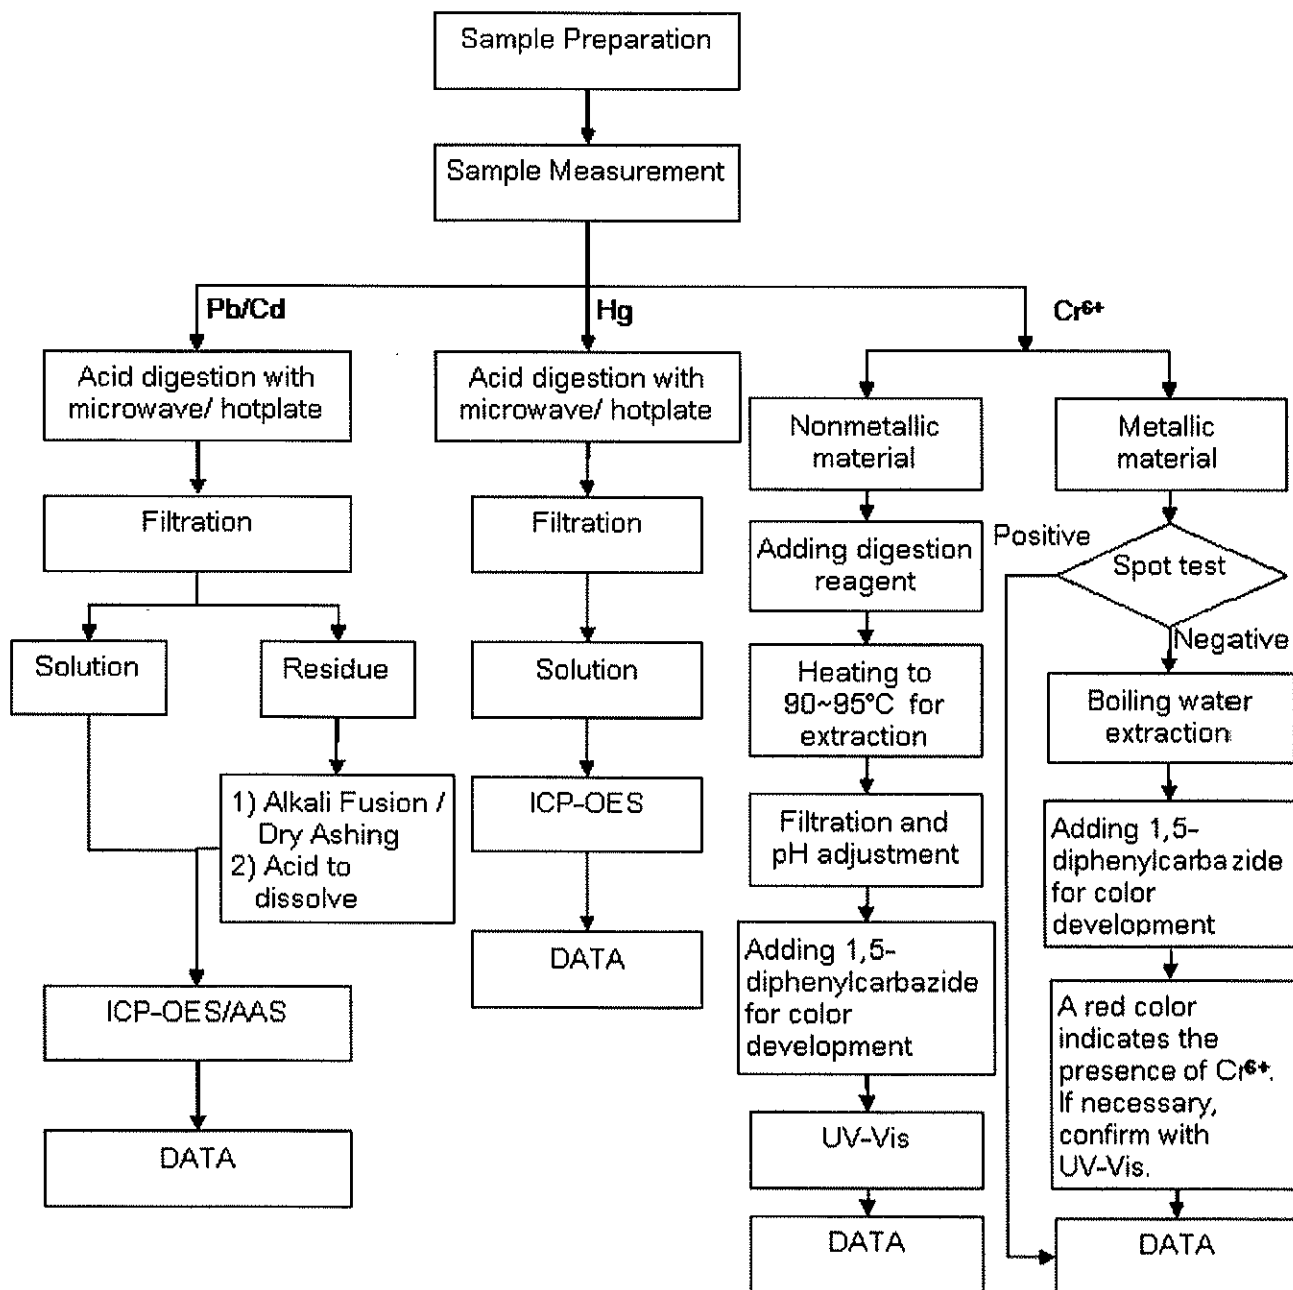 Sample Preparation
Sample Measurement
Pb/Cd
Hg
Cr⁶⁺
Acid digestion with
microwave/ hotplate
Filtration
Solution
Residue
1) Alkali Fusion /
Dry Ashing
2) Acid to
dissolve
ICP-OES/AAS
DATA
Acid digestion with
microwave/ hotplate
Filtration
Solution
ICP-OES
DATA
Nonmetallic
material
Adding digestion
reagent
Heating to
90~95°C for
extraction
Filtration and
pH adjustment
Adding 1,5-
diphenylcarbazide
for color
development
UV-Vis
DATA
Metallic
material
Positive
Spot test
Negative
Boiling water
extraction
Adding 1,5-
diphenylcarbazide
for color
development
A red color
indicates the
presence of Cr⁶⁺.
If necessary,
confirm with
UV-Vis.
DATA